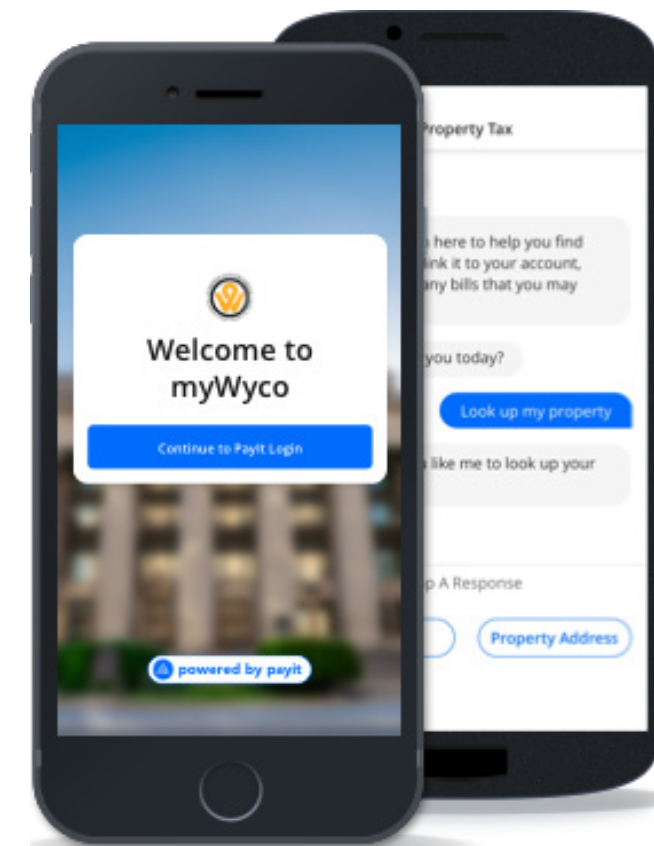 Welcome to
myWyco
Continue to PayIt Login
powered by payit
Property Tax
here to help you find
link it to your account,
any bills that you may
you today?
Look up my property
like me to look up your
A Response
Property Address